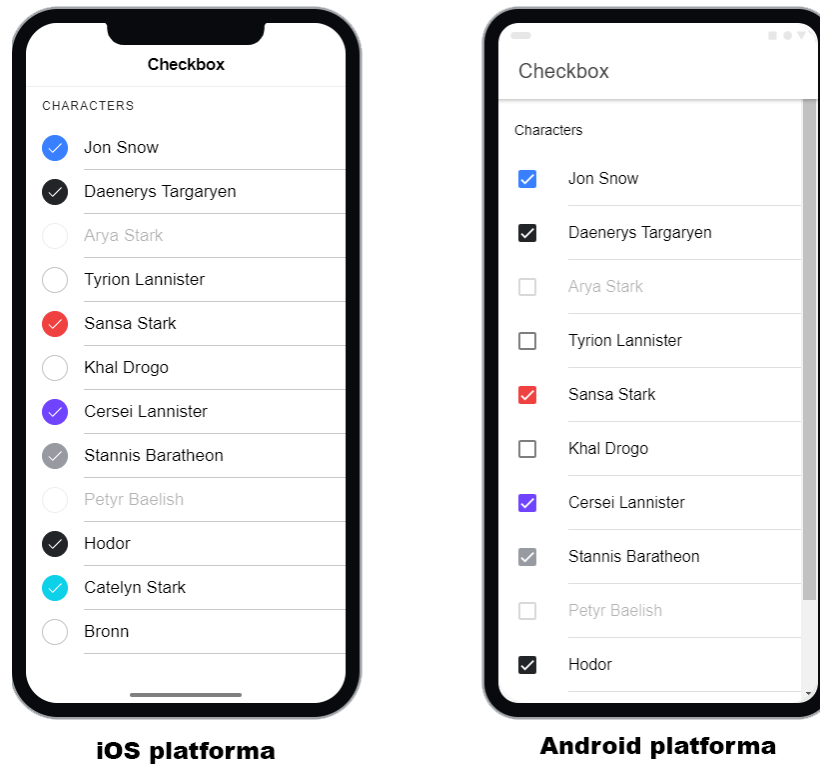 Checkbox
CHARACTERS
Jon Snow
Daenerys Targaryen
Arya Stark
Tyrion Lannister
Sansa Stark
Khal Drogo
Cersei Lannister
Stannis Baratheon
Petyr Baelish
Hodor
Catelyn Stark
Bronn
iOS platforma
Checkbox
Characters
Jon Snow
Daenerys Targaryen
Arya Stark
Tyrion Lannister
Sansa Stark
Khal Drogo
Cersei Lannister
Stannis Baratheon
Petyr Baelish
Hodor
Android platforma